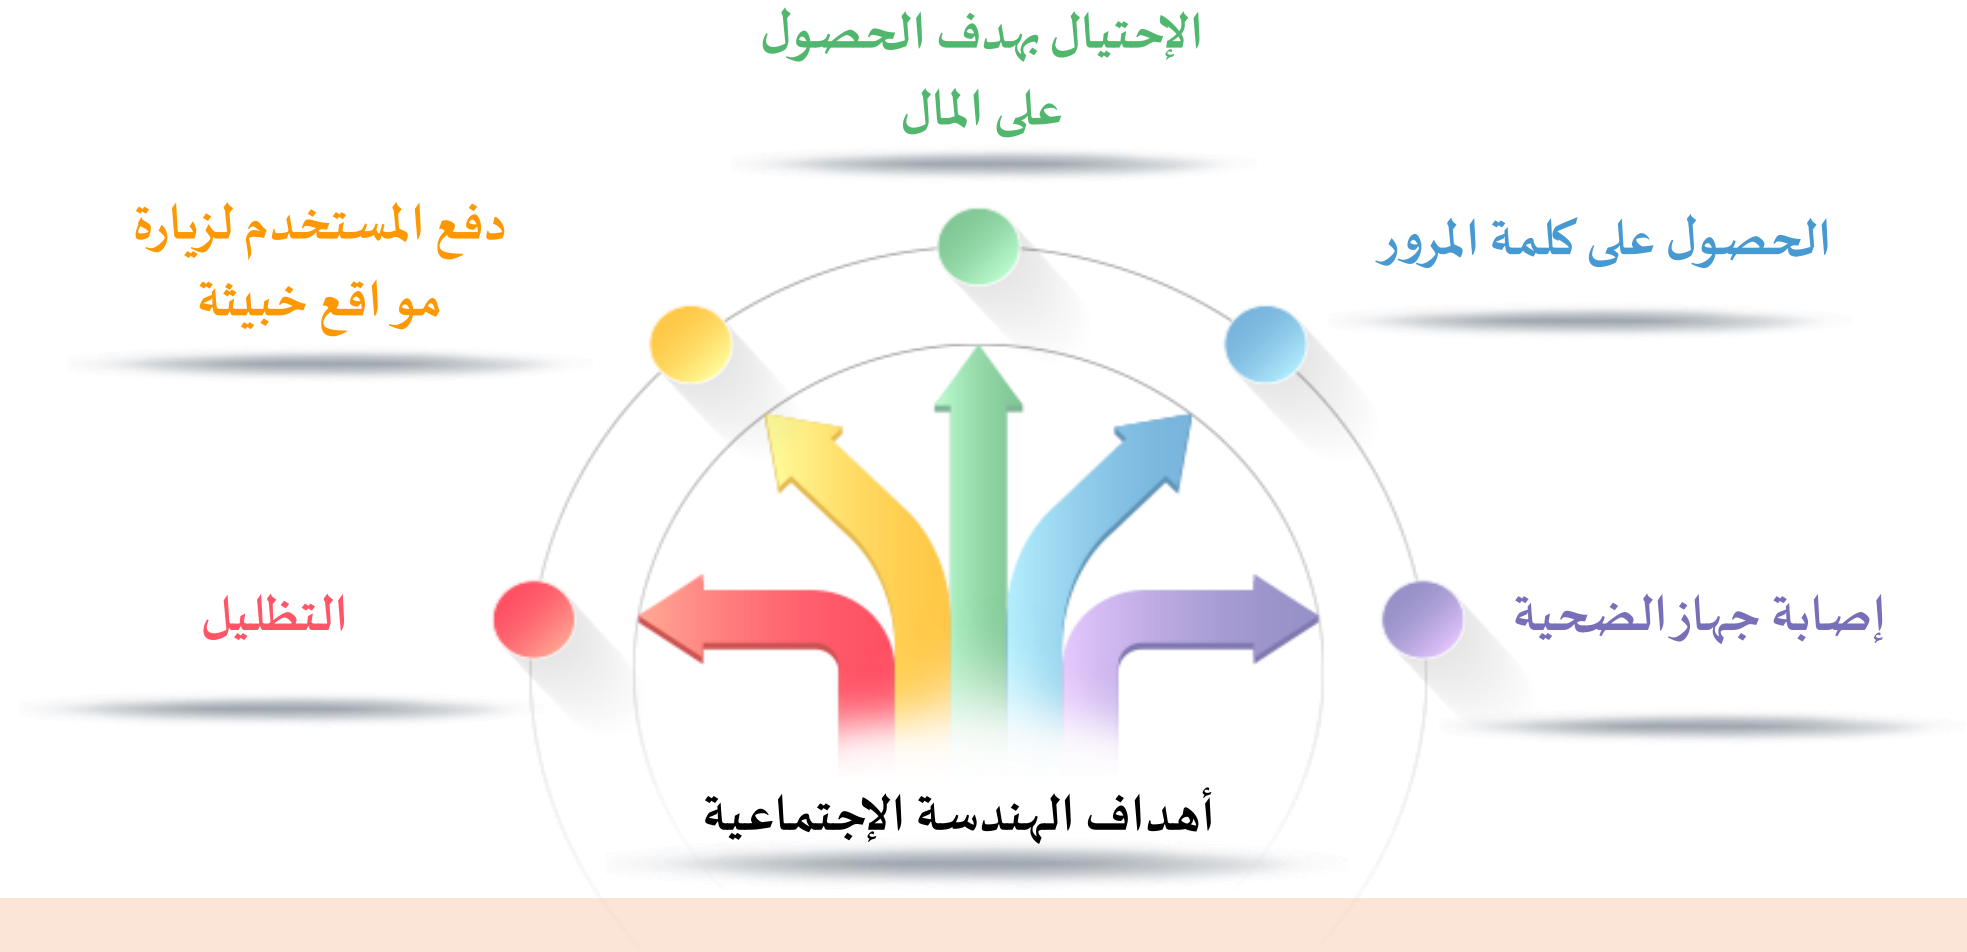 الإحتيال بهدف الحصول
على المال
الحصول على كلمة المرور
دفع المستخدم لزيارة
مواقع خبيثة
إصابة جهاز الضحية
التظليل
أهداف الهندسة الإجتماعية